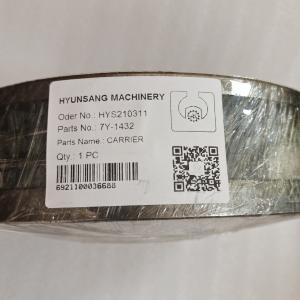 HYUNSANG MACHINERY
Oder No.: HYS210311
Parts No.: 7Y-1432
Parts Name.: CARRIER
Qty.: 1 PC
6921100036688